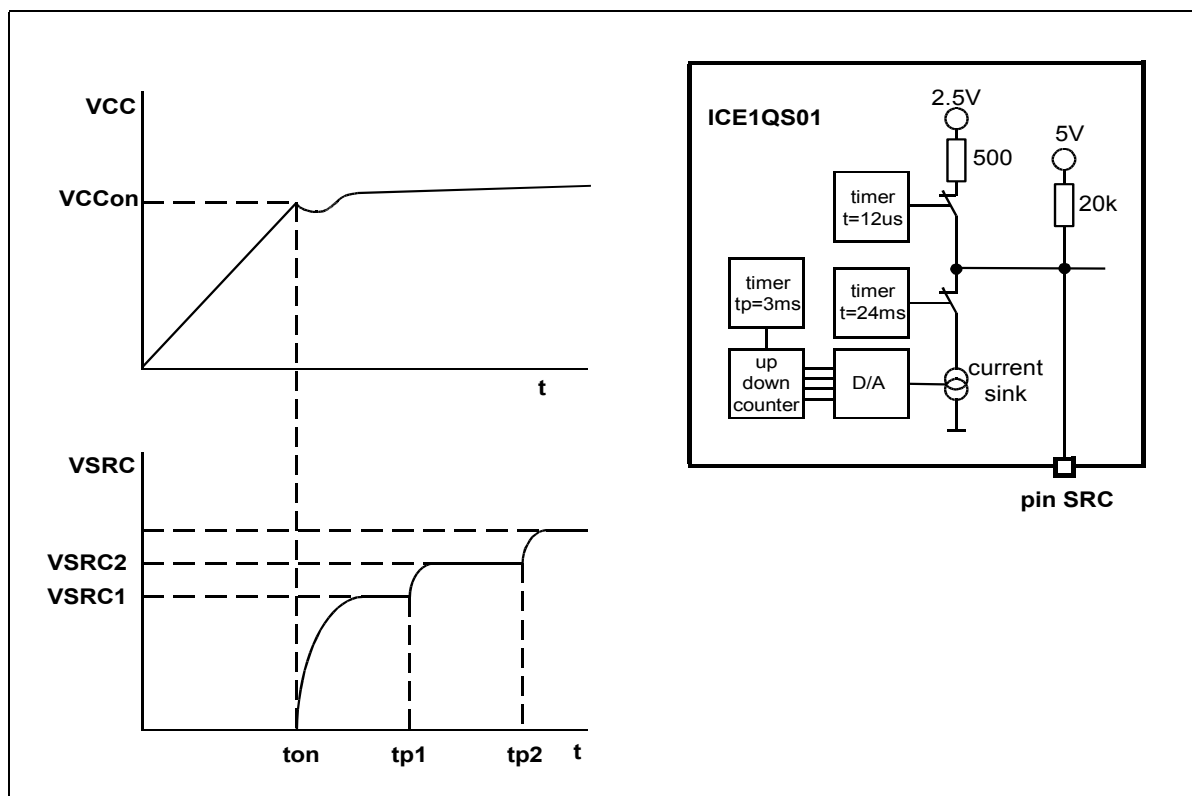 VCC
VCCon
t
VSRC
VSRC2
VSRC1
ton
tp1
tp2
t
ICE1QS01
2.5V
500
5V
20k
timer
t=12us
timer
tp=3ms
timer
t=24ms
up
down
counter
D/A
current
sink
pin SRC